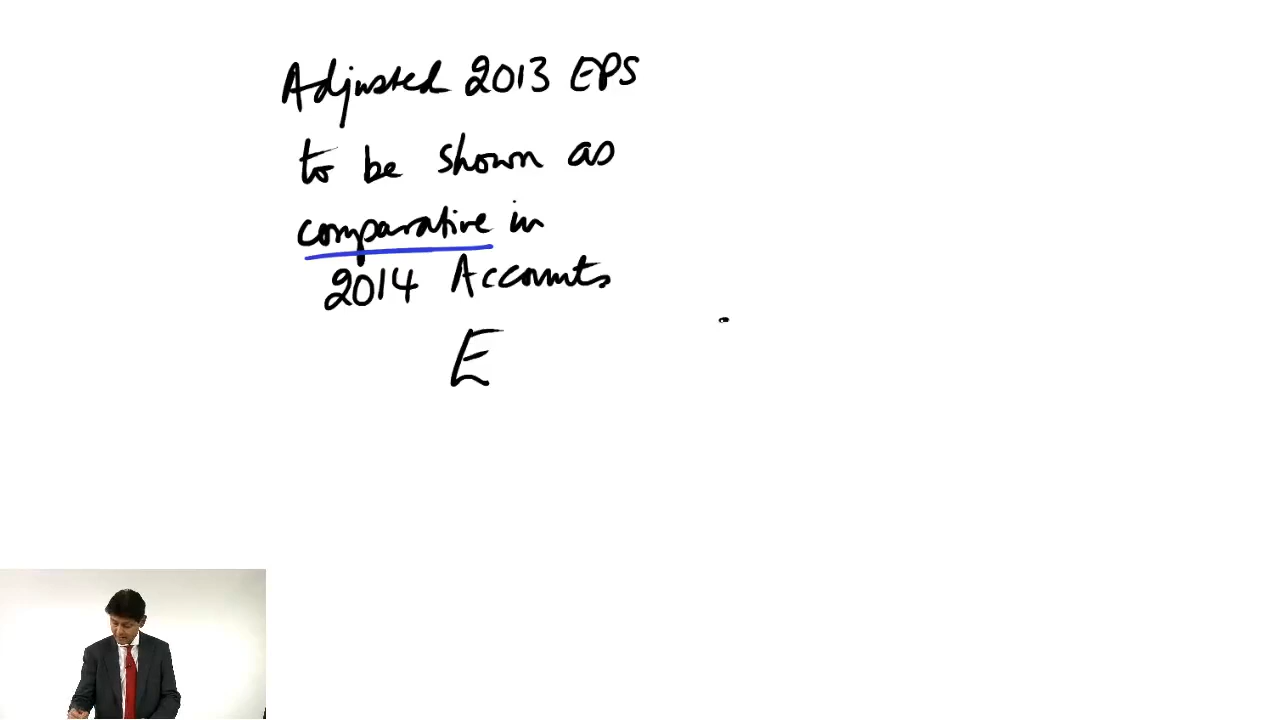 Adjusted 2013 EPS
to be shown as
comparative in
2014 Accounts
E